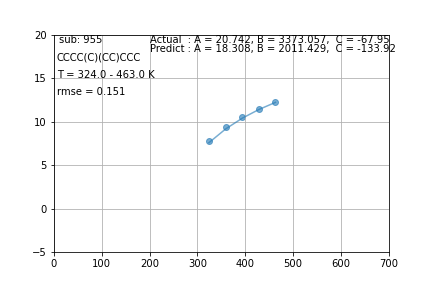 sub: 955
Actual : A = 20.742, B = 3373.057, C = -67.95
Predict : A = 18.308, B = 2011.429, C = -133.92
CCCC(C)(CC)CCC
T = 324.0 - 463.0 K
rmse = 0.151
20
15
10
5
0
−5
0 100 200 300 400 500 600 700